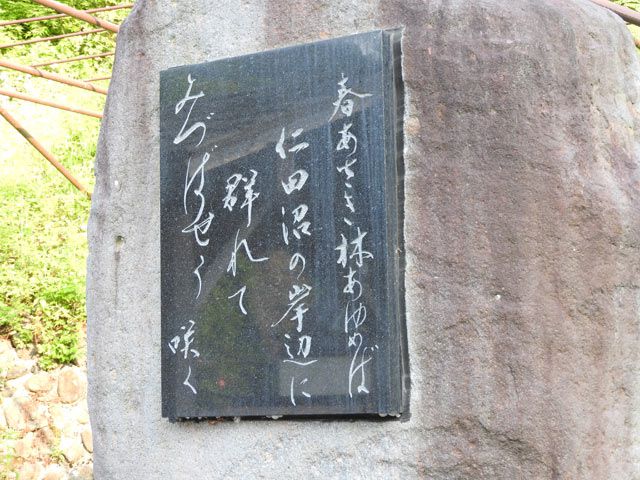 春あさき林あゆめば
仁田沼の岸辺に
群れて
みづばせう咲く